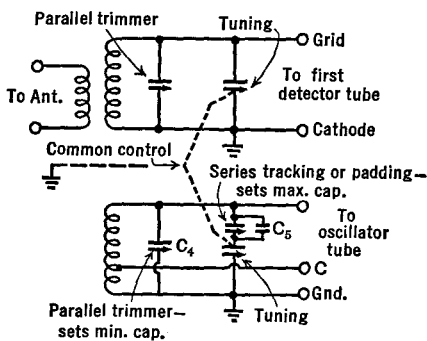 Parallel trimmer
Tuning
Grid
To Ant.
To first
detector tube
Cathode
Common control
Series tracking or padding–
sets max. cap.
To
oscillator
tube
C₄
C₅
C
Parallel trimmer–
sets min. cap.
Gnd.
Tuning